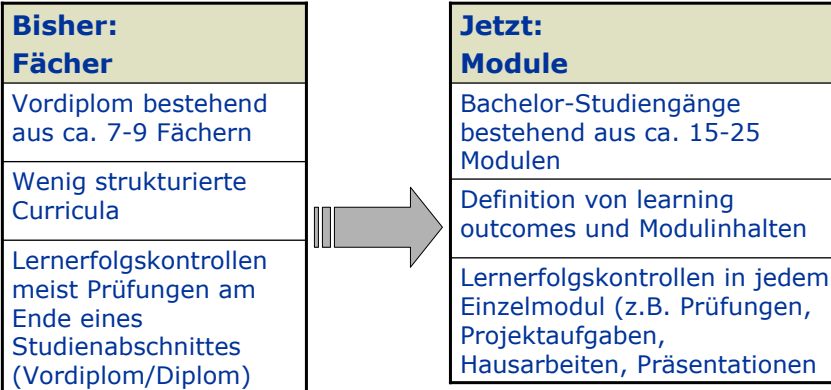 Bisher:
Fächer
Vordiplom bestehend
aus ca. 7-9 Fächern
Wenig strukturierte
Curricula
Lernerfolgskontrollen
meist Prüfungen am
Ende eines
Studienabschnittes
(Vordiplom/Diplom)
Jetzt:
Module
Bachelor-Studiengänge
bestehend aus ca. 15-25
Modulen
Definition von learning
outcomes und Modulinhalten
Lernerfolgskontrollen in jedem
Einzelmodul (z.B. Prüfungen,
Projektaufgaben,
Hausarbeiten, Präsentationen